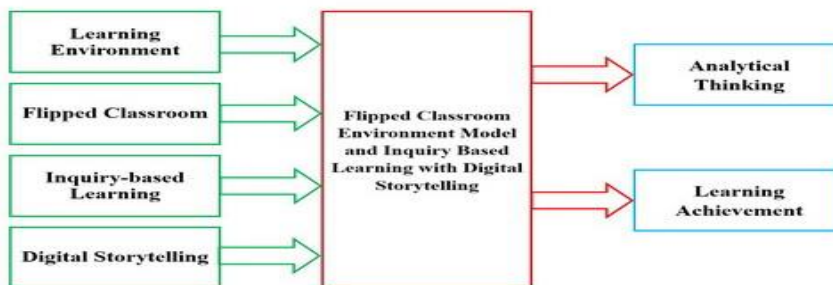 Learning
Environment
Flipped Classroom
Inquiry-based
Learning
Digital Storytelling
Flipped Classroom
Environment Model
and Inquiry Based
Learning with Digital
Storytelling
Analytical
Thinking
Learning
Achievement